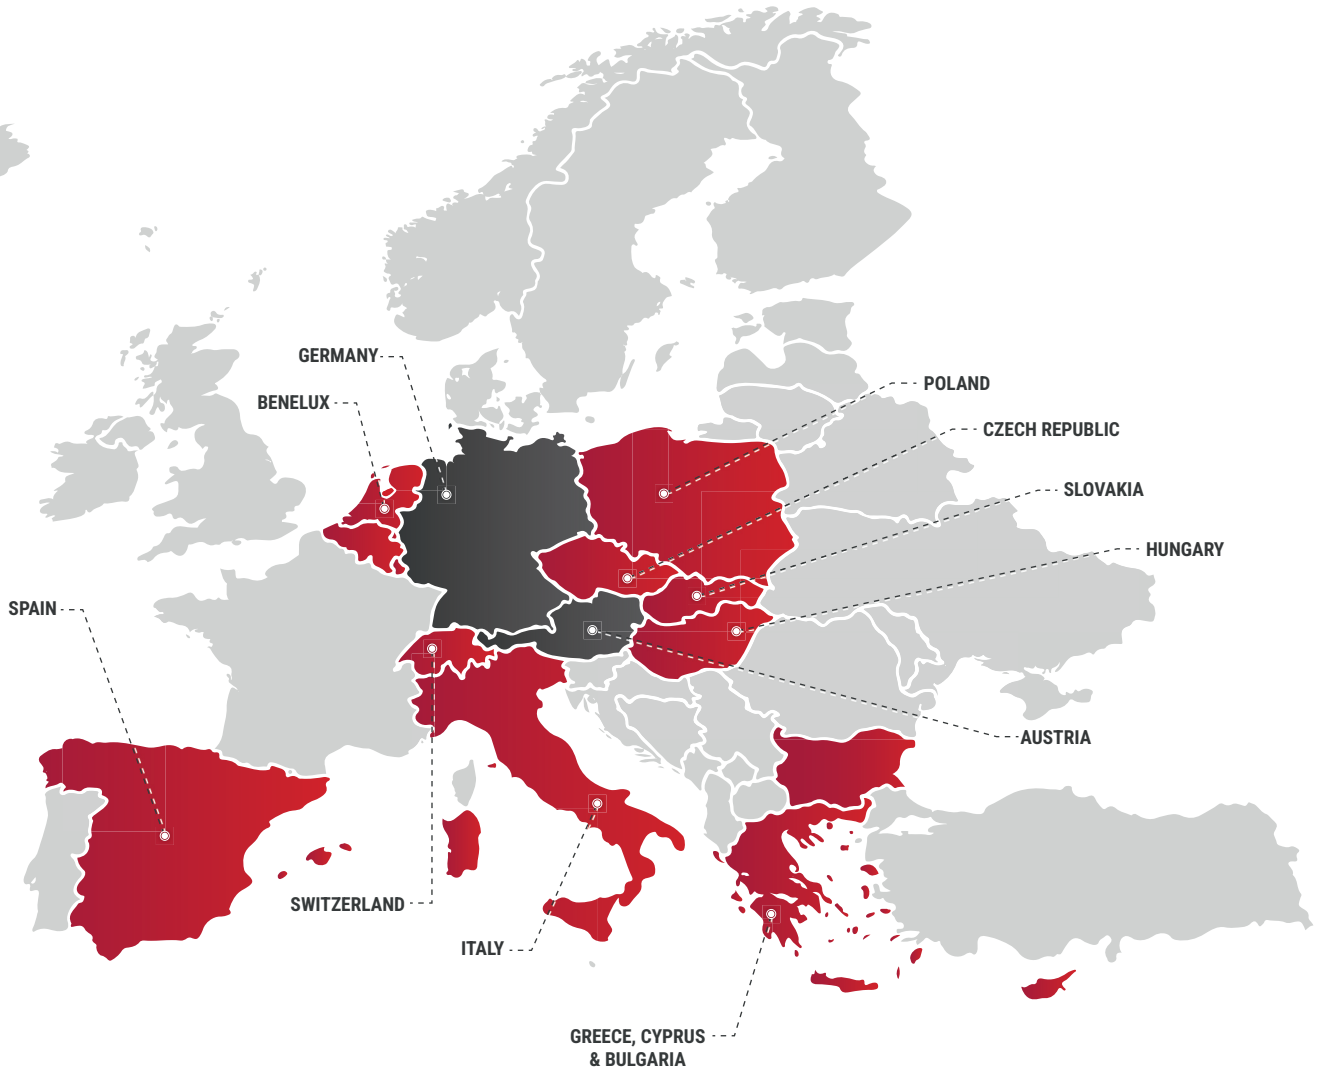 GERMANY
BENELUX
POLAND
CZECH REPUBLIC
SLOVAKIA
HUNGARY
SPAIN
AUSTRIA
SWITZERLAND
ITALY
GREECE, CYPRUS
& BULGARIA